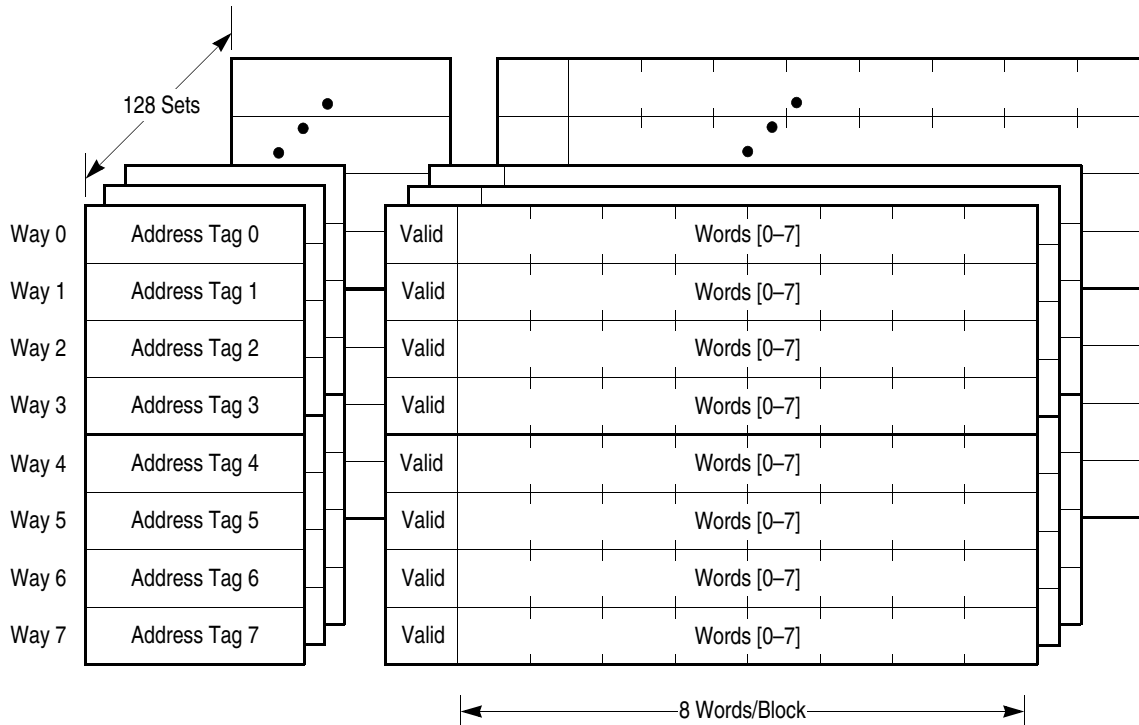 128 Sets
Way 0 Address Tag 0 Valid Words [0–7]
Way 1 Address Tag 1 Valid Words [0–7]
Way 2 Address Tag 2 Valid Words [0–7]
Way 3 Address Tag 3 Valid Words [0–7]
Way 4 Address Tag 4 Valid Words [0–7]
Way 5 Address Tag 5 Valid Words [0–7]
Way 6 Address Tag 6 Valid Words [0–7]
Way 7 Address Tag 7 Valid Words [0–7]
8 Words/Block